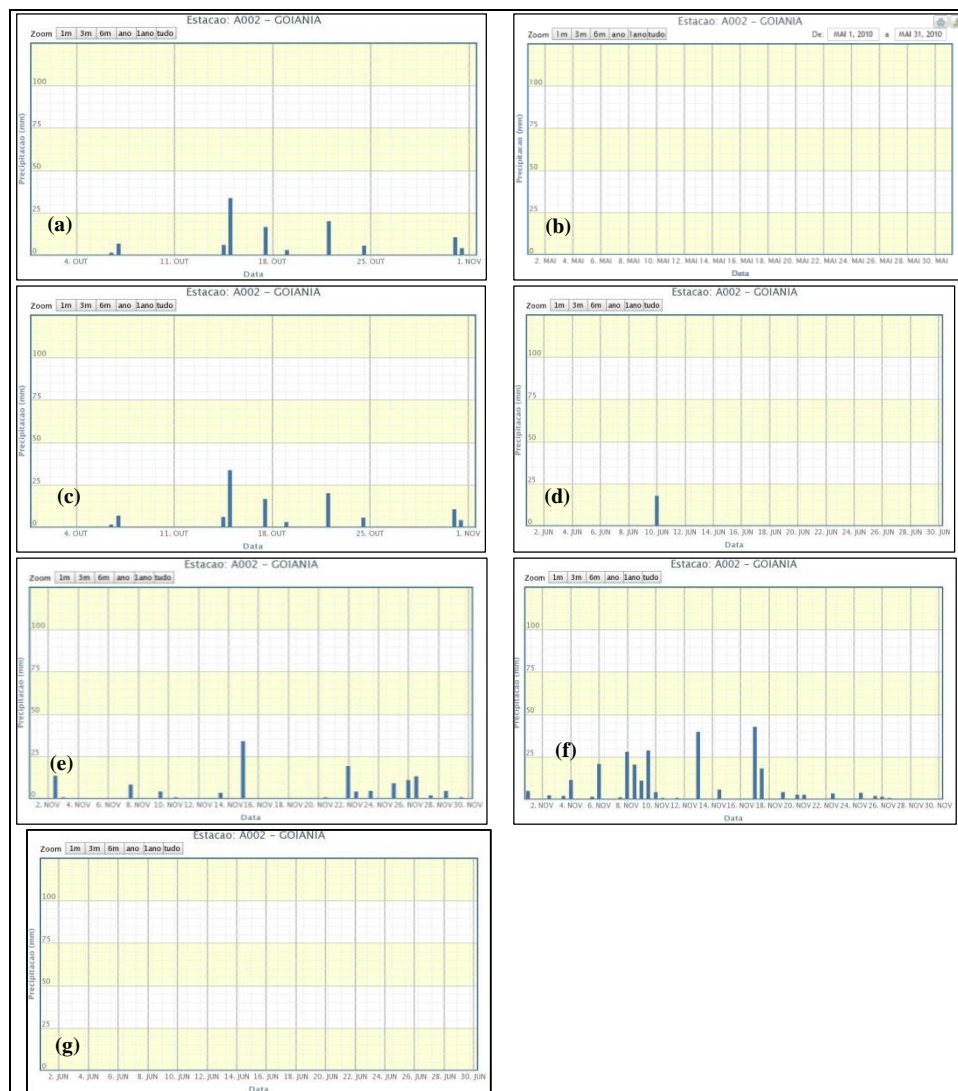 Estacao: A002 - GOIANIA
Zoom 1m 3m 6m ano 1ano tudo
100
75
50
25
0
Precipitacao (mm)
(a)
4. OUT 11. OUT 18. OUT 25. OUT 1. NOV
Data
Estacao: A002 - GOIANIA
Zoom 1m 3m 6m ano 1ano tudo De: MAI 1, 2010 a MAI 31, 2010
100
75
50
25
0
Precipitacao (mm)
(b)
2. MAI 4. MAI 6. MAI 8. MAI 10. MAI 12. MAI 14. MAI 16. MAI 18. MAI 20. MAI 22. MAI 24. MAI 26. MAI 28. MAI 30. MAI
Data
Estacao: A002 - GOIANIA
Zoom 1m 3m 6m ano 1ano tudo
100
75
50
25
0
Precipitacao (mm)
(c)
4. OUT 11. OUT 18. OUT 25. OUT 1. NOV
Data
Estacao: A002 - GOIANIA
Zoom 1m 3m 6m ano 1ano tudo
100
75
50
25
0
Precipitacao (mm)
(d)
2. JUN 4. JUN 6. JUN 8. JUN 10. JUN 12. JUN 14. JUN 16. JUN 18. JUN 20. JUN 22. JUN 24. JUN 26. JUN 28. JUN 30. JUN
Data
Estacao: A002 - GOIANIA
Zoom 1m 3m 6m ano 1ano tudo
100
75
50
25
0
Precipitacao (mm)
(e)
2. NOV 4. NOV 6. NOV 8. NOV 10. NOV 12. NOV 14. NOV 16. NOV 18. NOV 20. NOV 22. NOV 24. NOV 26. NOV 28. NOV 30. NOV
Data
Estacao: A002 - GOIANIA
Zoom 1m 3m 6m ano 1ano tudo
100
75
50
25
0
Precipitacao (mm)
(f)
2. NOV 4. NOV 6. NOV 8. NOV 10. NOV 12. NOV 14. NOV 16. NOV 18. NOV 20. NOV 22. NOV 24. NOV 26. NOV 28. NOV 30. NOV
Data
Estacao: A002 - GOIANIA
Zoom 1m 3m 6m ano 1ano tudo
100
75
50
25
0
Precipitacao (mm)
(g)
2. JUN 4. JUN 6. JUN 8. JUN 10. JUN 12. JUN 14. JUN 16. JUN 18. JUN 20. JUN 22. JUN 24. JUN 26. JUN 28. JUN 30. JUN
Data